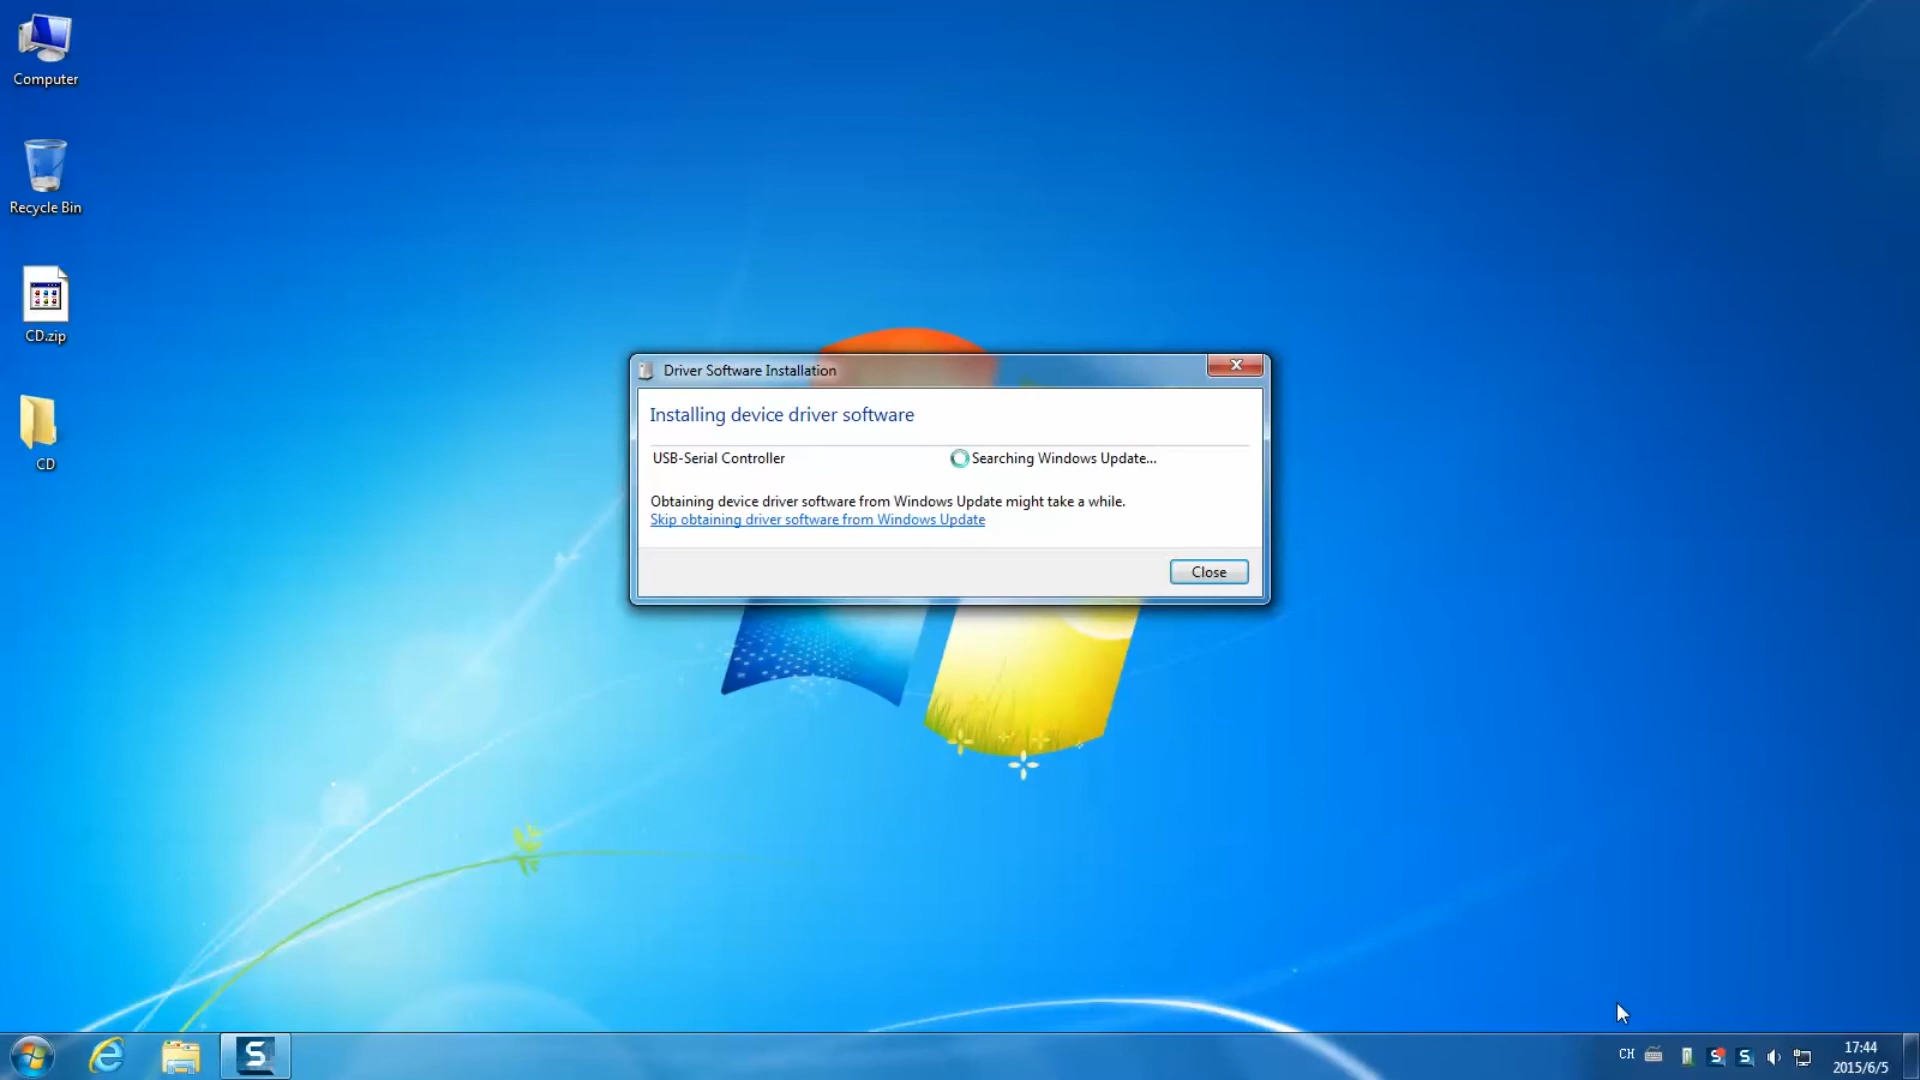 Computer
Recycle Bin
CD.zip
CD
Driver Software Installation
Installing device driver software
USB-Serial Controller
Searching Windows Update...
Obtaining device driver software from Windows Update might take a while.
Skip obtaining driver software from Windows Update
Close
S
CH
S
S
17:44
2015/6/5